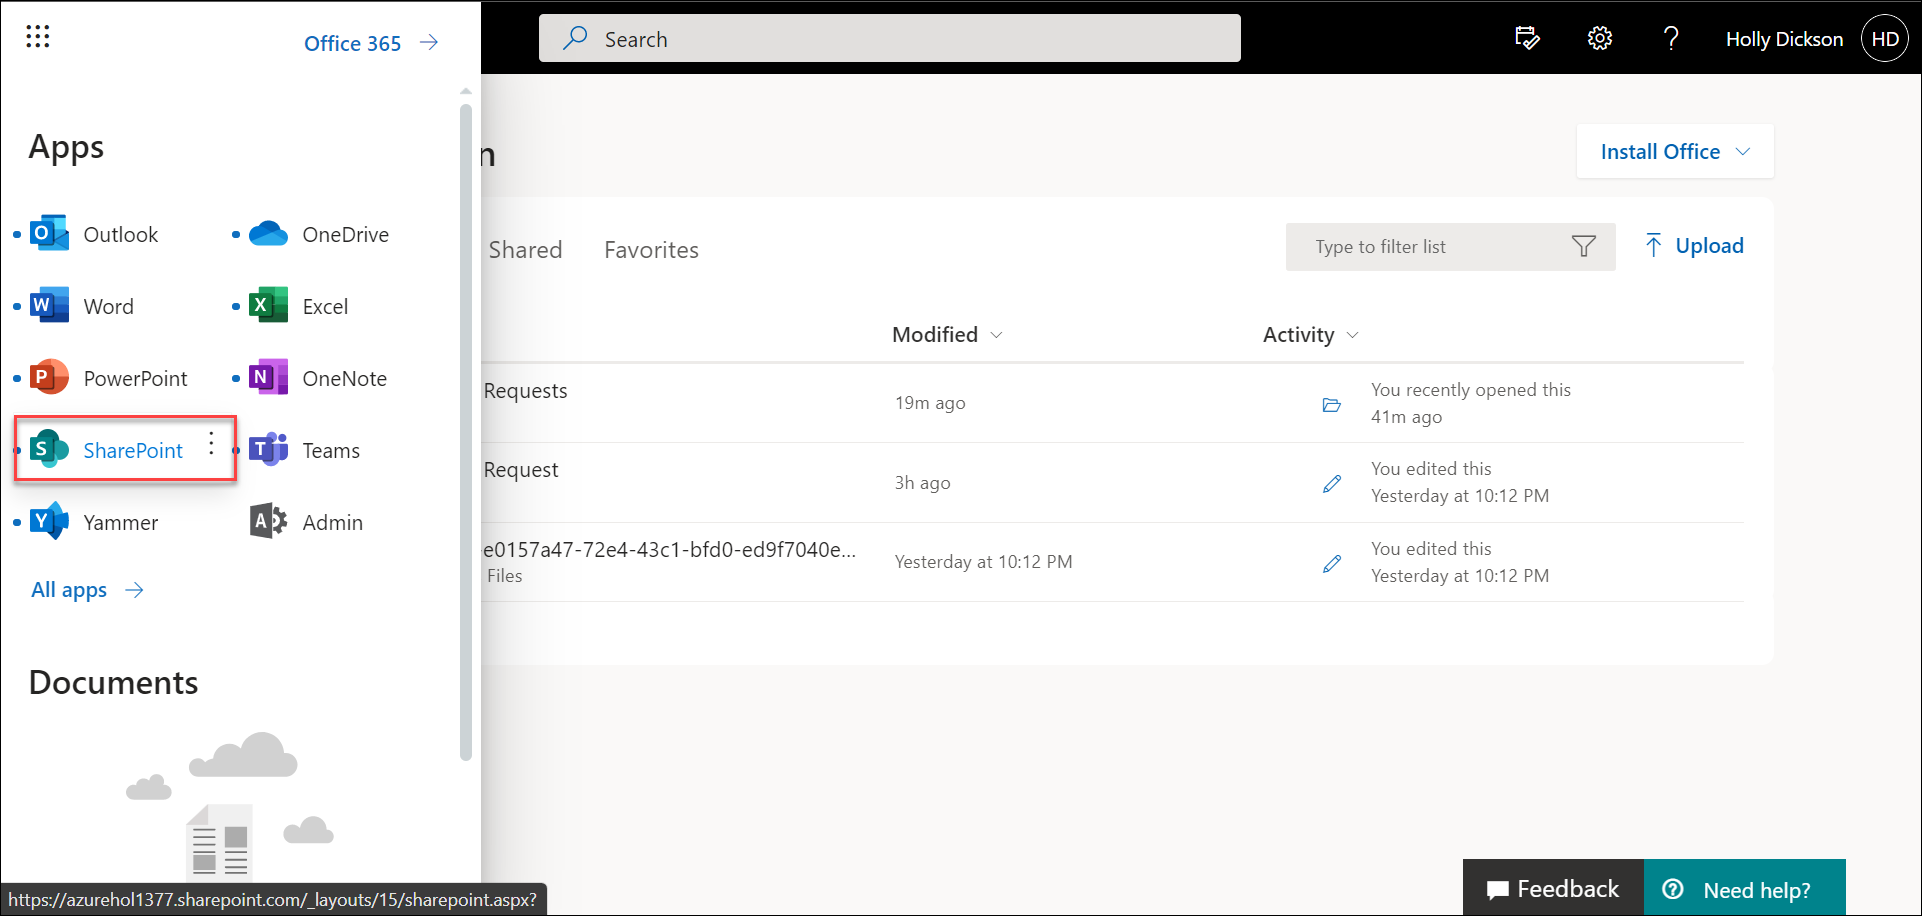 Office 365
Search
Holly Dickson
HD
Apps
n
Install Office
O Outlook
OneDrive
Shared
Favorites
Type to filter list
Upload
W Word
X Excel
Modified
Activity
P PowerPoint
N OneNote
Requests
19m ago
You recently opened this
41m ago
S SharePoint
T Teams
Request
3h ago
You edited this
Yesterday at 10:12 PM
Y Yammer
A Admin
-e0157a47-72e4-43c1-bfd0-ed9f7040e...
Files
Yesterday at 10:12 PM
You edited this
Yesterday at 10:12 PM
All apps
Documents
https://azurehol1377.sharepoint.com/_layouts/15/sharepoint.aspx?
Feedback
Need help?